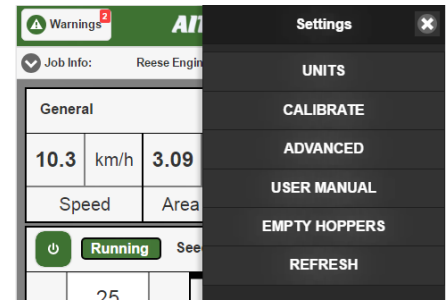 Warnings 2
Settings
Job Info: Reese Engin
UNITS
General
CALIBRATE
10.3 km/h 3.09
ADVANCED
Speed Area
USER MANUAL
EMPTY HOPPERS
Running See
REFRESH
25